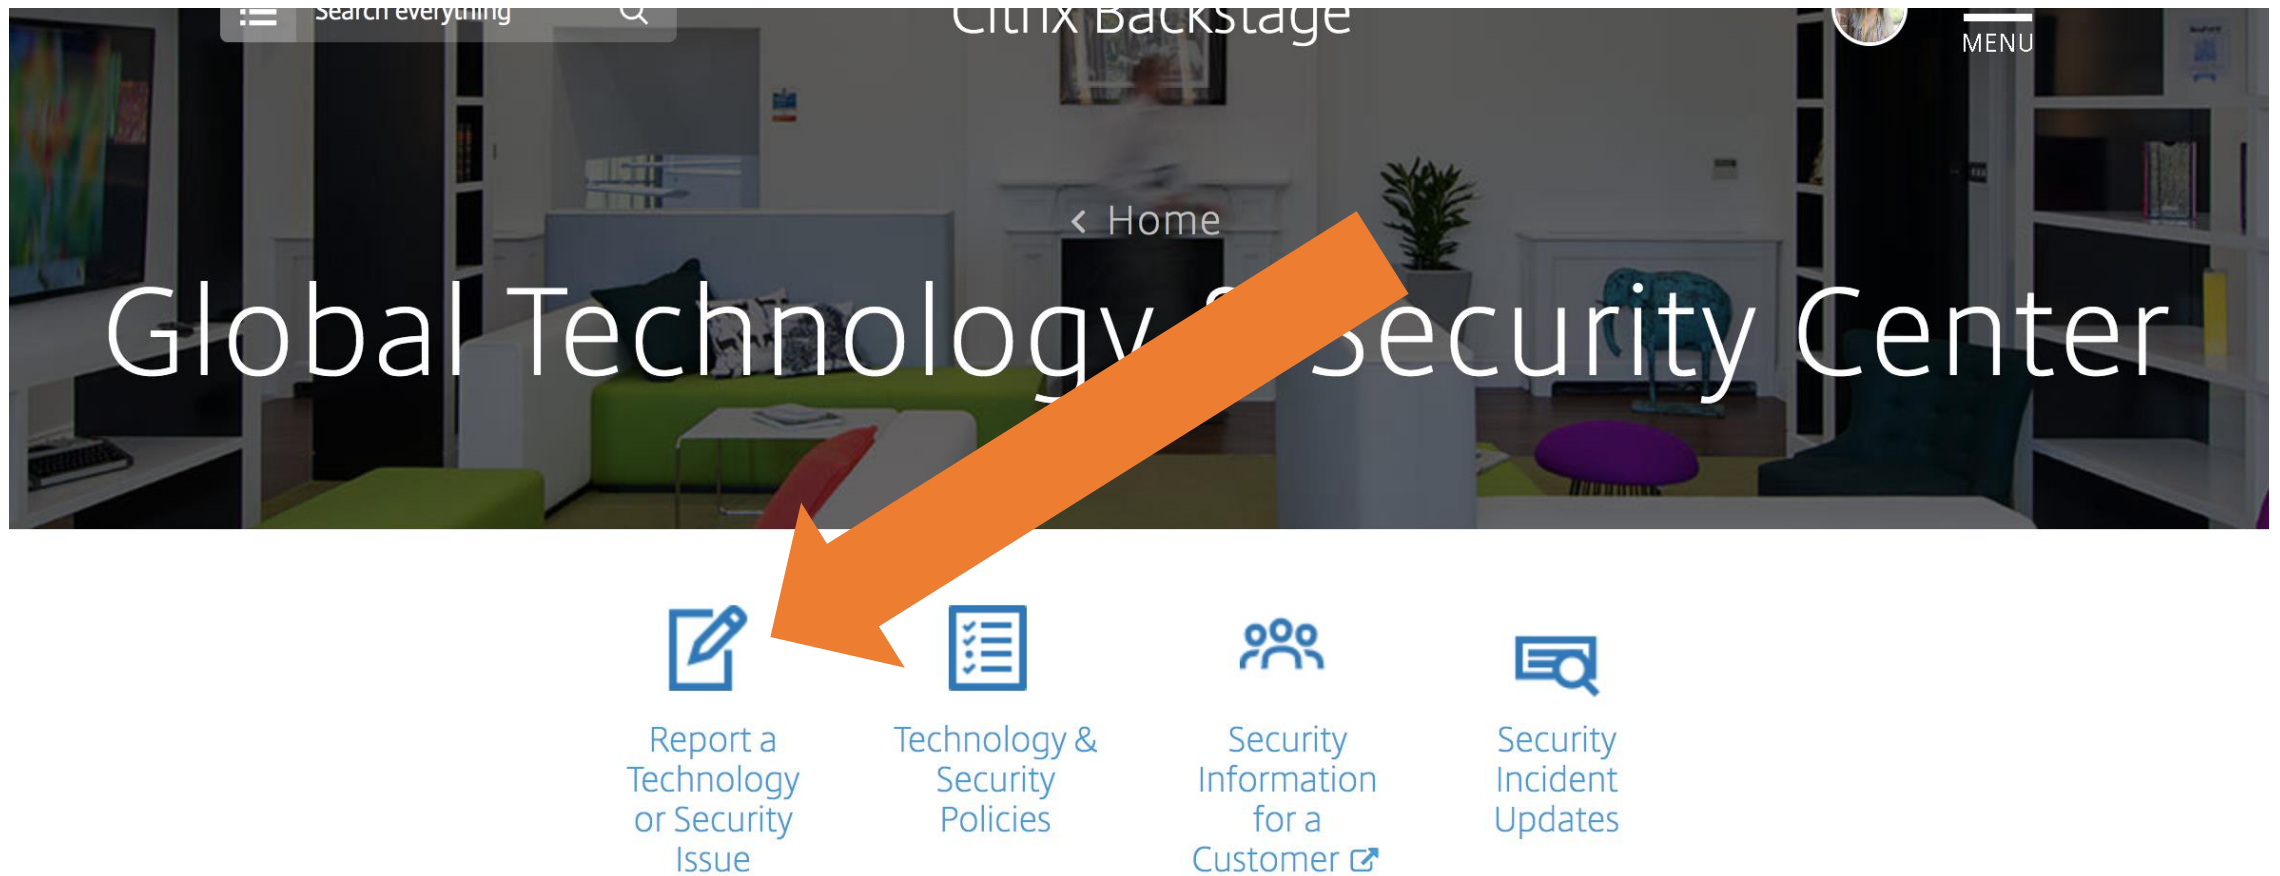 Search everything
Citrix Backstage
MENU
< Home
Global Technology & Security Center
Report a
Technology
or Security
Issue
Technology &
Security
Policies
Security
Information
for a
Customer
Security
Incident
Updates